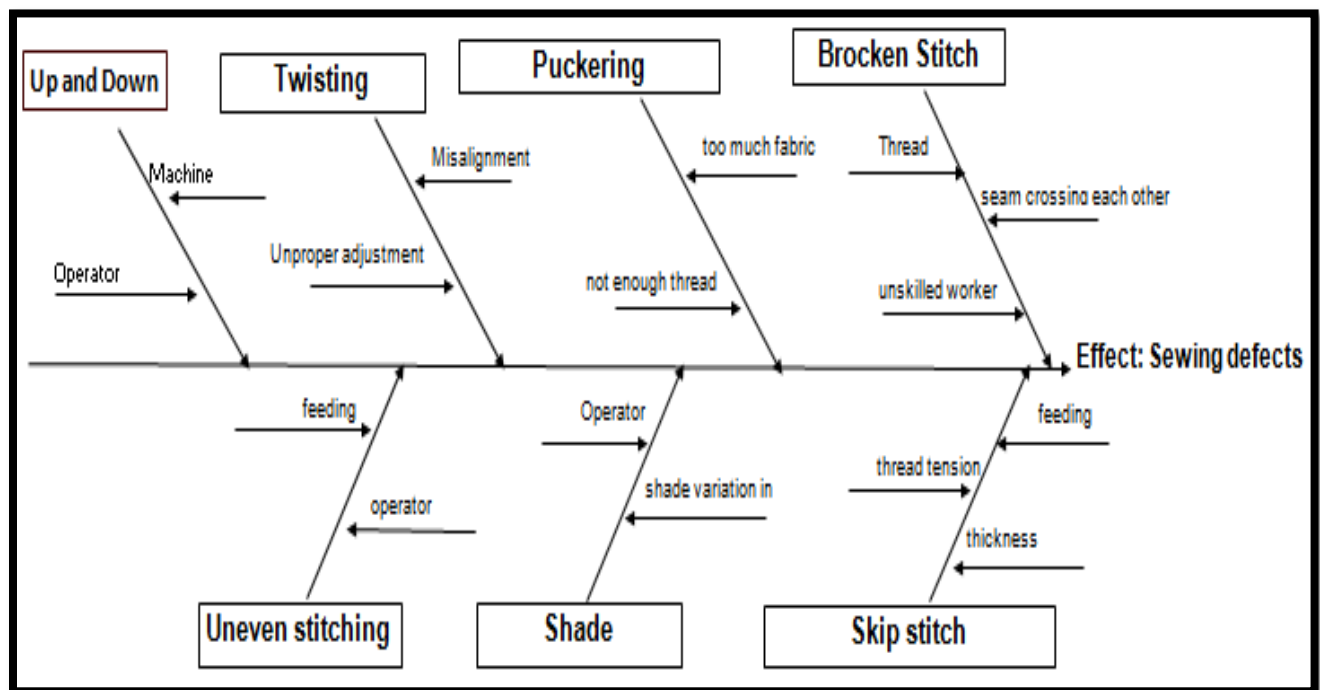 Up and Down
Twisting
Puckering
Brocken Stitch
Machine
Operator
Misalignment
Unproper adjustment
too much fabric
not enough thread
Thread
seam crossing each other
unskilled worker
Effect: Sewing defects
feeding
operator
Operator
shade variation in
feeding
thread tension
thickness
Uneven stitching
Shade
Skip stitch